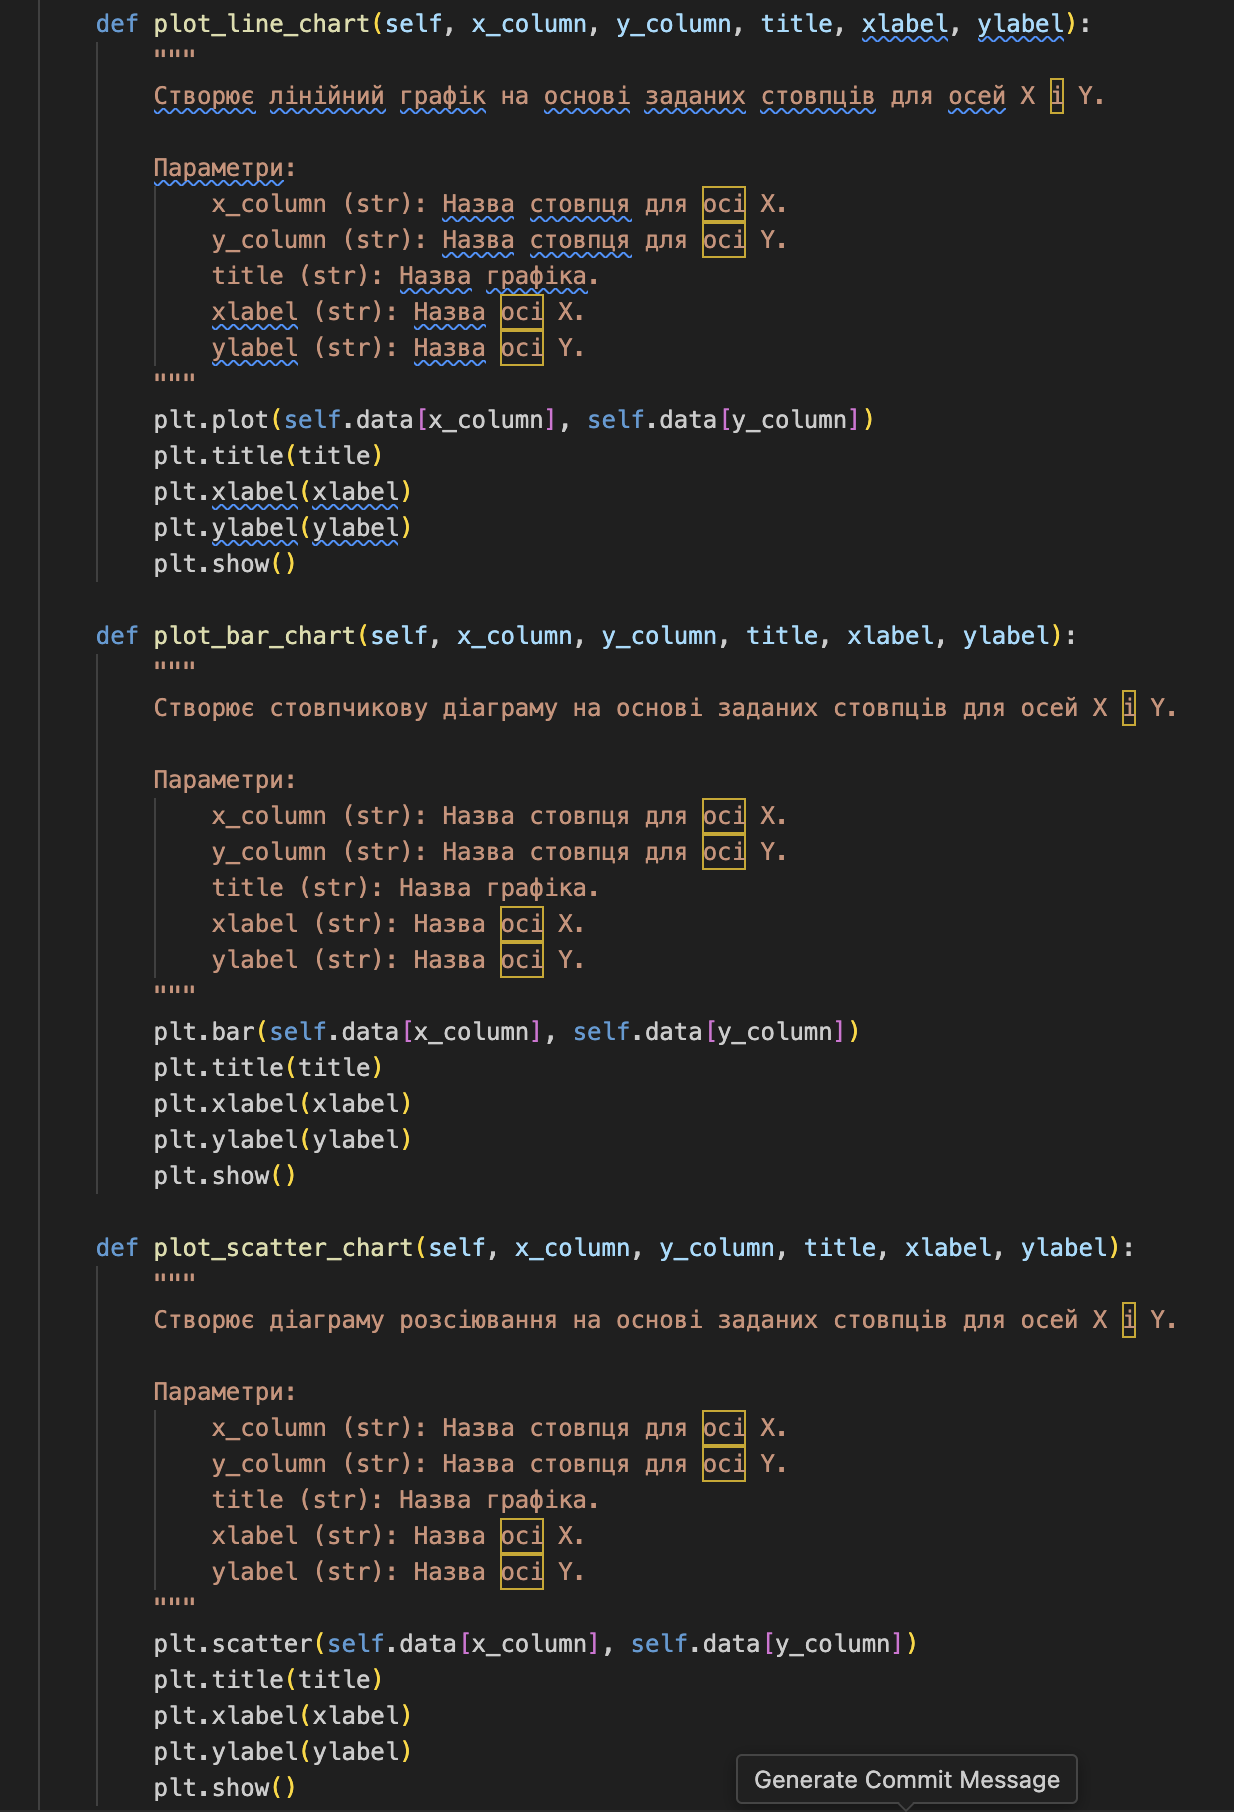 def plot_line_chart(self, x_column, y_column, title, xlabel, ylabel):
"""
Створює лінійний графік на основі заданих стовпців для осей X і Y.
Параметри:
x_column (str): Назва стовпця для осі X.
y_column (str): Назва стовпця для осі Y.
title (str): Назва графіка.
xlabel (str): Назва осі X.
ylabel (str): Назва осі Y.
"""
plt.plot(self.data[x_column], self.data[y_column])
plt.title(title)
plt.xlabel(xlabel)
plt.ylabel(ylabel)
plt.show()
def plot_bar_chart(self, x_column, y_column, title, xlabel, ylabel):
"""
Створює стовпчикову діаграму на основі заданих стовпців для осей X і Y.
Параметри:
x_column (str): Назва стовпця для осі X.
y_column (str): Назва стовпця для осі Y.
title (str): Назва графіка.
xlabel (str): Назва осі X.
ylabel (str): Назва осі Y.
"""
plt.bar(self.data[x_column], self.data[y_column])
plt.title(title)
plt.xlabel(xlabel)
plt.ylabel(ylabel)
plt.show()
def plot_scatter_chart(self, x_column, y_column, title, xlabel, ylabel):
"""
Створює діаграму розсіювання на основі заданих стовпців для осей X і Y.
Параметри:
x_column (str): Назва стовпця для осі X.
y_column (str): Назва стовпця для осі Y.
title (str): Назва графіка.
xlabel (str): Назва осі X.
ylabel (str): Назва осі Y.
"""
plt.scatter(self.data[x_column], self.data[y_column])
plt.title(title)
plt.xlabel(xlabel)
plt.ylabel(ylabel)
plt.show()
Generate Commit Message